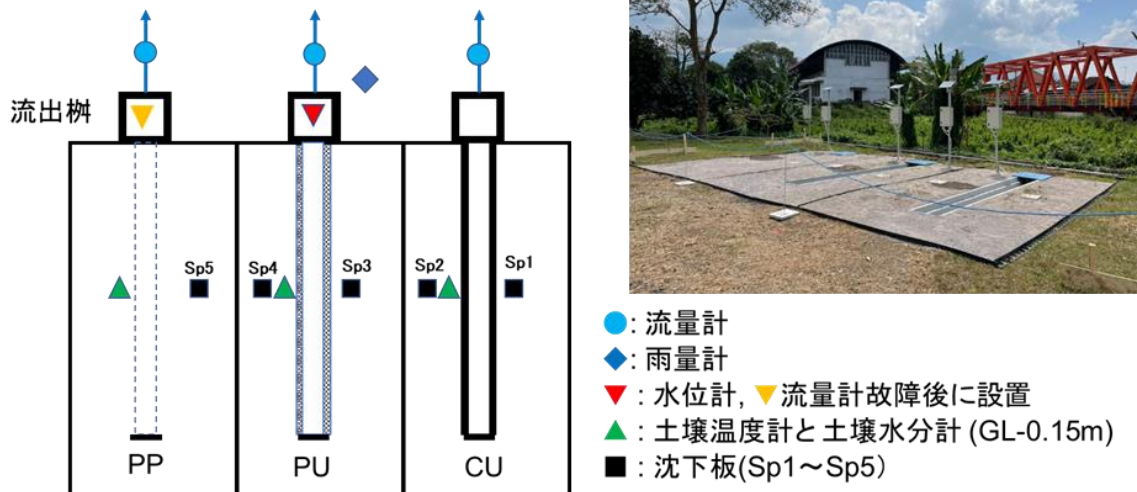 流出桝
Sp5
Sp4
Sp3
Sp2
Sp1
PP
PU
CU
: 流量計
: 雨量計
: 水位計, 流量計故障後に設置
: 土壌温度計と土壌水分計 (GL-0.15m)
: 沈下板(Sp1～Sp5)